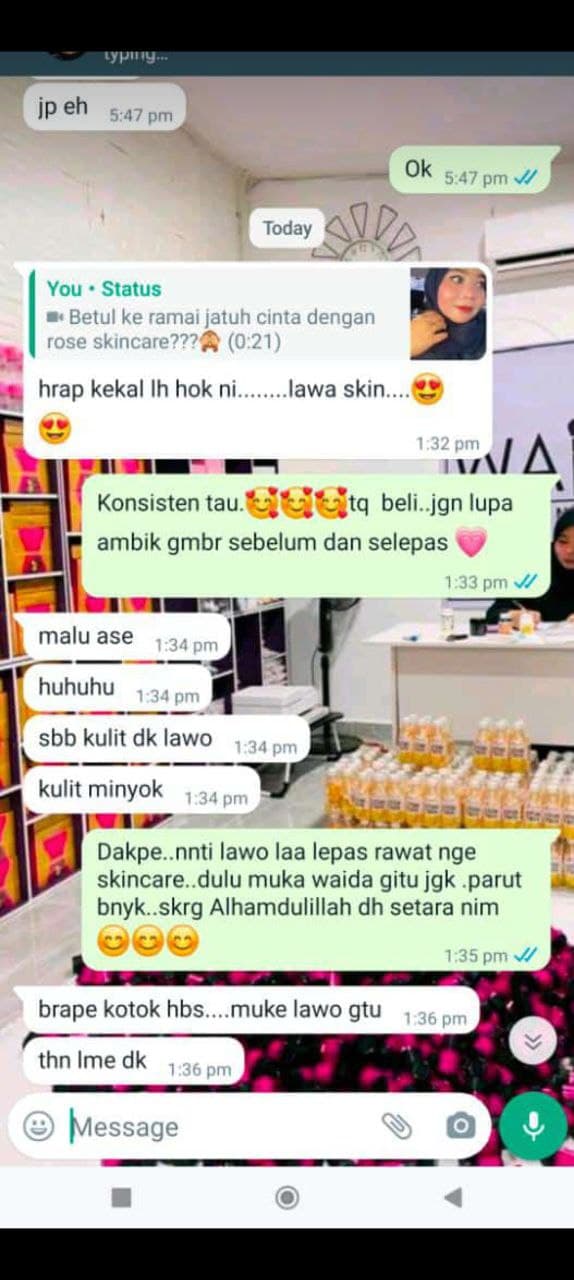 typing...
jp eh 5:47 pm
Ok 5:47 pm
Today
You • Status
Betul ke ramai jatuh cinta dengan
rose skincare???🙈 (0:21)
hrap kekal lh hok ni........lawa skin....😍
😍
1:32 pm
Konsisten tau.🥰🥰🥰tq beli..jgn lupa
ambik gmbr sebelum dan selepas 💗
1:33 pm
malu ase 1:34 pm
huhuhu 1:34 pm
sbb kulit dk lawo 1:34 pm
kulit minyok 1:34 pm
Dakpe..nnti lawo laa lepas rawat nge
skincare..dulu muka waida gitu jgk .parut
bnyk..skrg Alhamdulillah dh setara nim
😊😊😊
1:35 pm
brape kotok hbs....muke lawo gtu 1:36 pm
thn lme dk 1:36 pm
Message